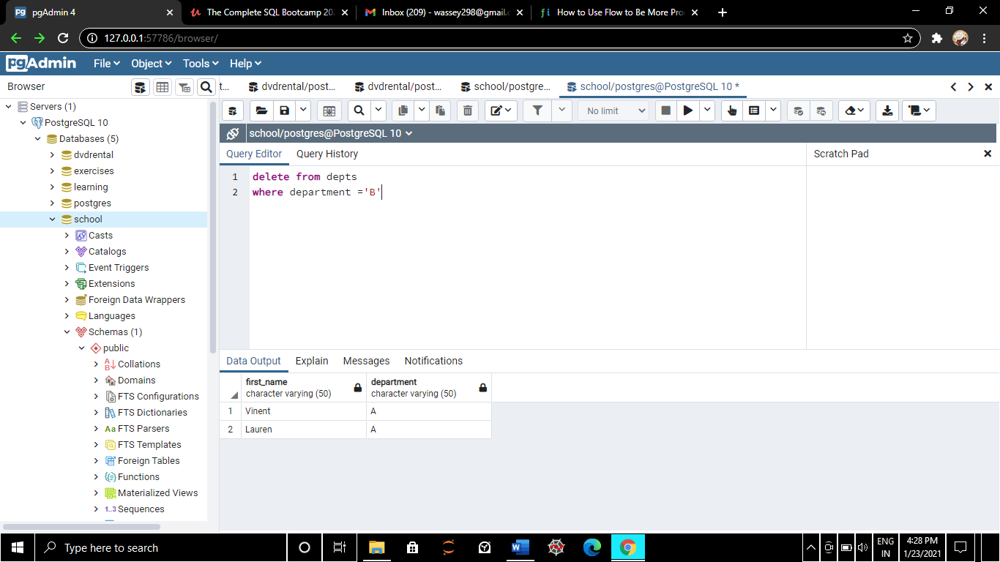 pgAdmin 4
The Complete SQL Bootcamp 202
Inbox (209) - wassey298@gmail.c
How to Use Flow to Be More Pro
127.0.0.1:57786/browser/
pgAdmin File Object Tools Help
Browser
t...
dvdrental/post...
dvdrental/post...
school/postgre...
school/postgres@PostgreSQL 10 *
Servers (1)
PostgreSQL 10
Databases (5)
dvdrental
exercises
learning
postgres
school
Casts
Catalogs
Event Triggers
Extensions
Foreign Data Wrappers
Languages
Schemas (1)
public
Collations
Domains
FTS Configurations
FTS Dictionaries
Aa FTS Parsers
FTS Templates
Foreign Tables
Functions
Materialized Views
1..3 Sequences
No limit
school/postgres@PostgreSQL 10
Query Editor Query History
Scratch Pad
1 delete from depts
2 where department ='B'
Data Output Explain Messages Notifications
first_name department
character varying (50) character varying (50)
1 Vinent A
2 Lauren A
Type here to search
ENG
IN
4:28 PM
1/23/2021